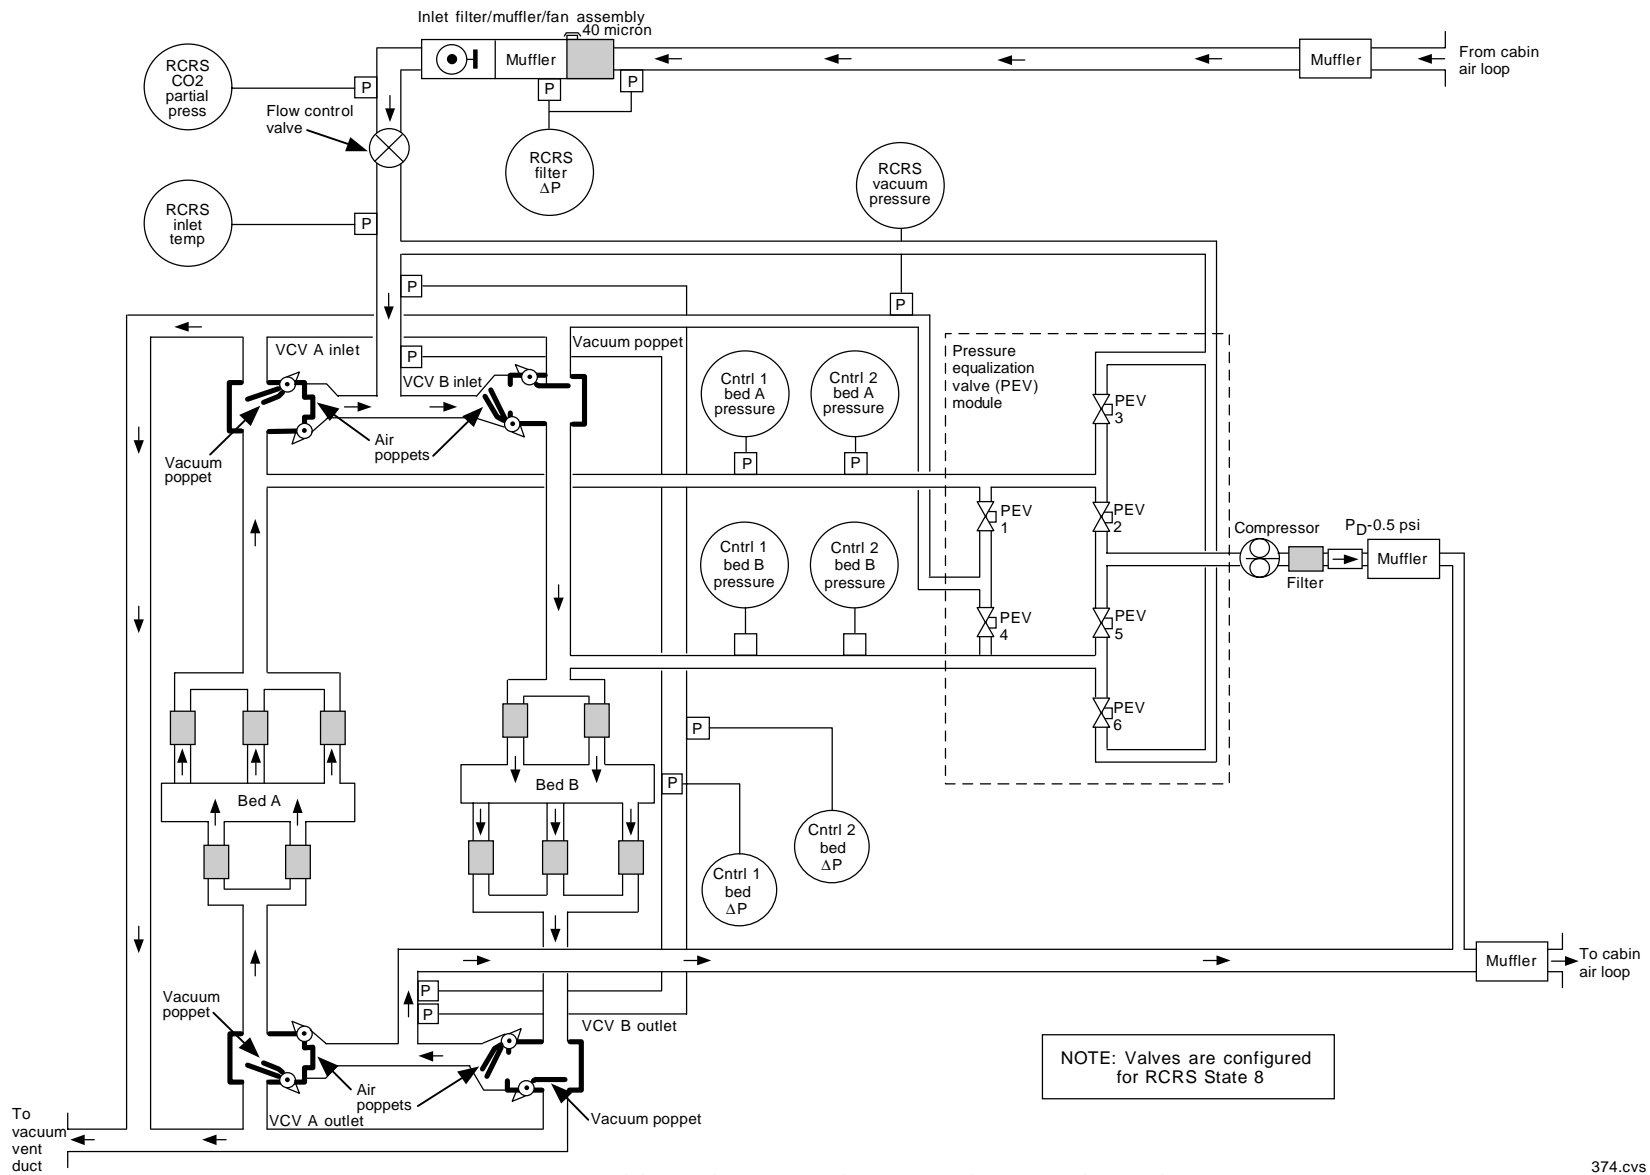 Inlet filter/muffler/fan assembly
40 micron
Muffler
Muffler
From cabin
air loop
RCRS
CO2
partial
press
P
P
P
Flow control
valve
RCRS
filter
ΔP
RCRS
vacuum
pressure
RCRS
inlet
temp
P
P
P
VCV A inlet
P
VCV B inlet
Vacuum poppet
Cntrl 1
bed A
pressure
Cntrl 2
bed A
pressure
Pressure
equalization
valve (PEV)
module
PEV
3
Air
poppets
Vacuum
poppet
P
P
PEV
1
PEV
2
Cntrl 1
bed B
pressure
Cntrl 2
bed B
pressure
Compressor
PD-0.5 psi
Muffler
Filter
PEV
4
PEV
5
PEV
6
P
P
Bed A
Bed B
Cntrl 2
bed
ΔP
Cntrl 1
bed
ΔP
Muffler
To cabin
air loop
Vacuum
poppet
P
P
VCV B outlet
NOTE: Valves are configured
for RCRS State 8
Air
poppets
VCV A outlet
Vacuum poppet
To
vacuum
vent
duct
374.cvs